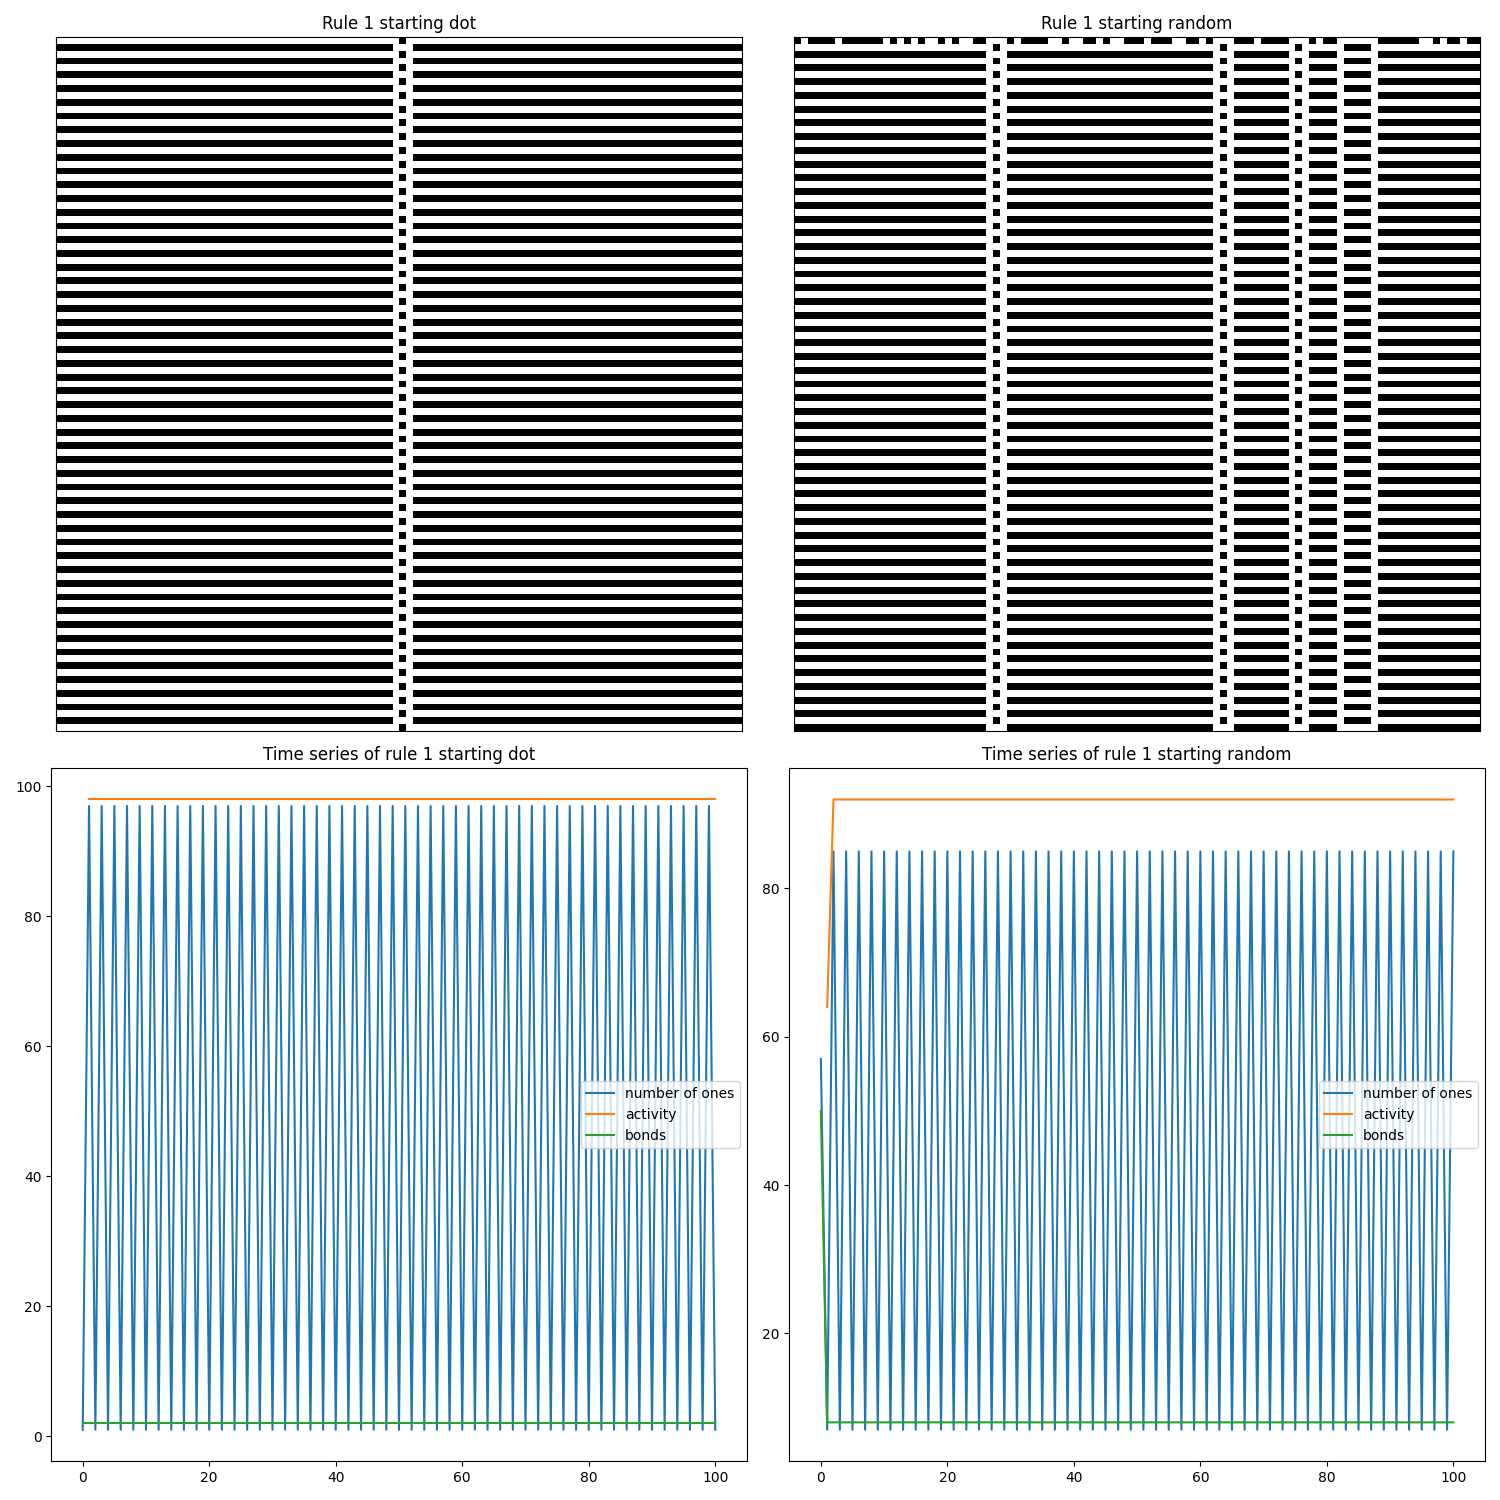 Rule 1 starting dot
Rule 1 starting random
Time series of rule 1 starting dot
100
80
60
40
20
0
0 20 40 60 80 100
number of ones
activity
bonds
Time series of rule 1 starting random
80
60
40
20
0 20 40 60 80 100
number of ones
activity
bonds